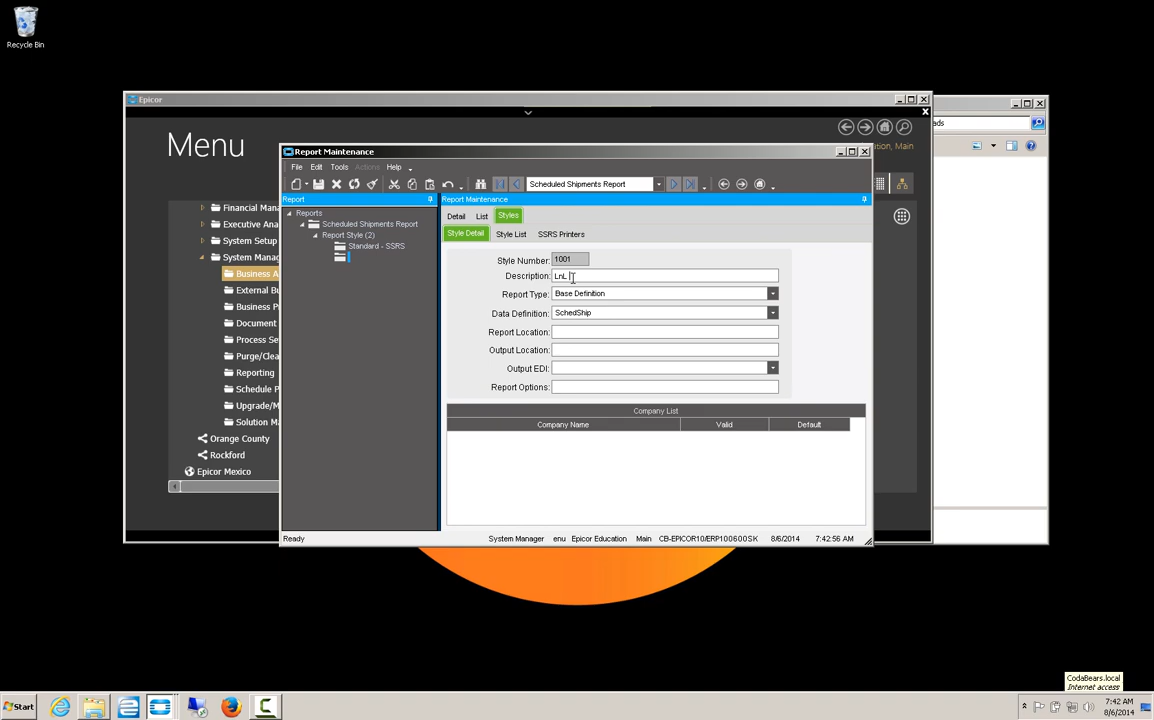 Recycle Bin
Epicor
Menu
ads
ation, Main
Financial Mana
Executive Ana
System Setup
System Manag
Business A
External Bu
Business P
Document
Process Se
Purge/Clea
Reporting
Schedule P
Upgrade/M
Solution Ma
Orange County
Rockford
Epicor Mexico
Report Maintenance
File Edit Tools Actions Help
Scheduled Shipments Report
Report
Reports
Scheduled Shipments Report
Report Style (2)
Standard - SSRS
Report Maintenance
Detail List Styles
Style Detail Style List SSRS Printers
Style Number: 1001
Description: LnL
Report Type: Base Definition
Data Definition: SchedShip
Report Location:
Output Location:
Output EDI:
Report Options:
Company List
Company Name Valid Default
Ready System Manager enu Epicor Education Main CB-EPICOR10/ERP100600SK 8/6/2014 7:42:56 AM
CodaBears.local
Internet access
Start
7:42 AM
8/6/2014